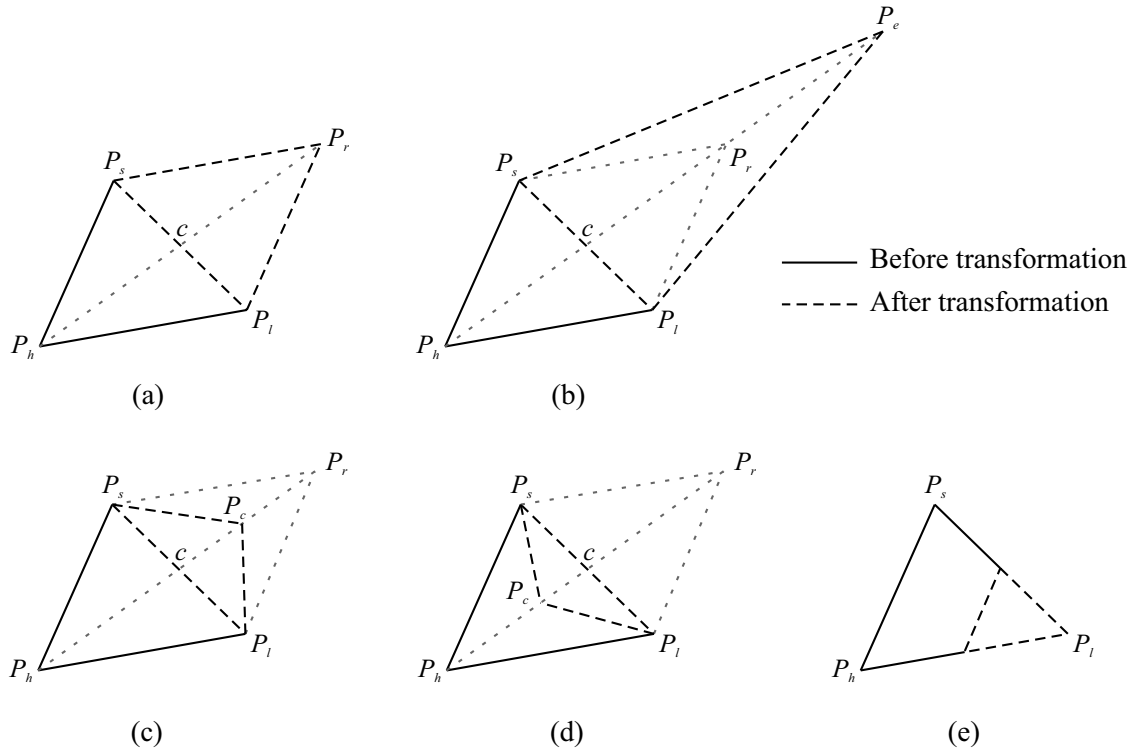 P_e
P_r
P_s
c
P_l
P_h
(a)
P_s
P_r
c
P_l
P_h
(b)
Before transformation
After transformation
P_r
P_s
P_c
c
P_l
P_h
(c)
P_r
P_s
c
P_c
P_l
P_h
(d)
P_s
P_l
P_h
(e)